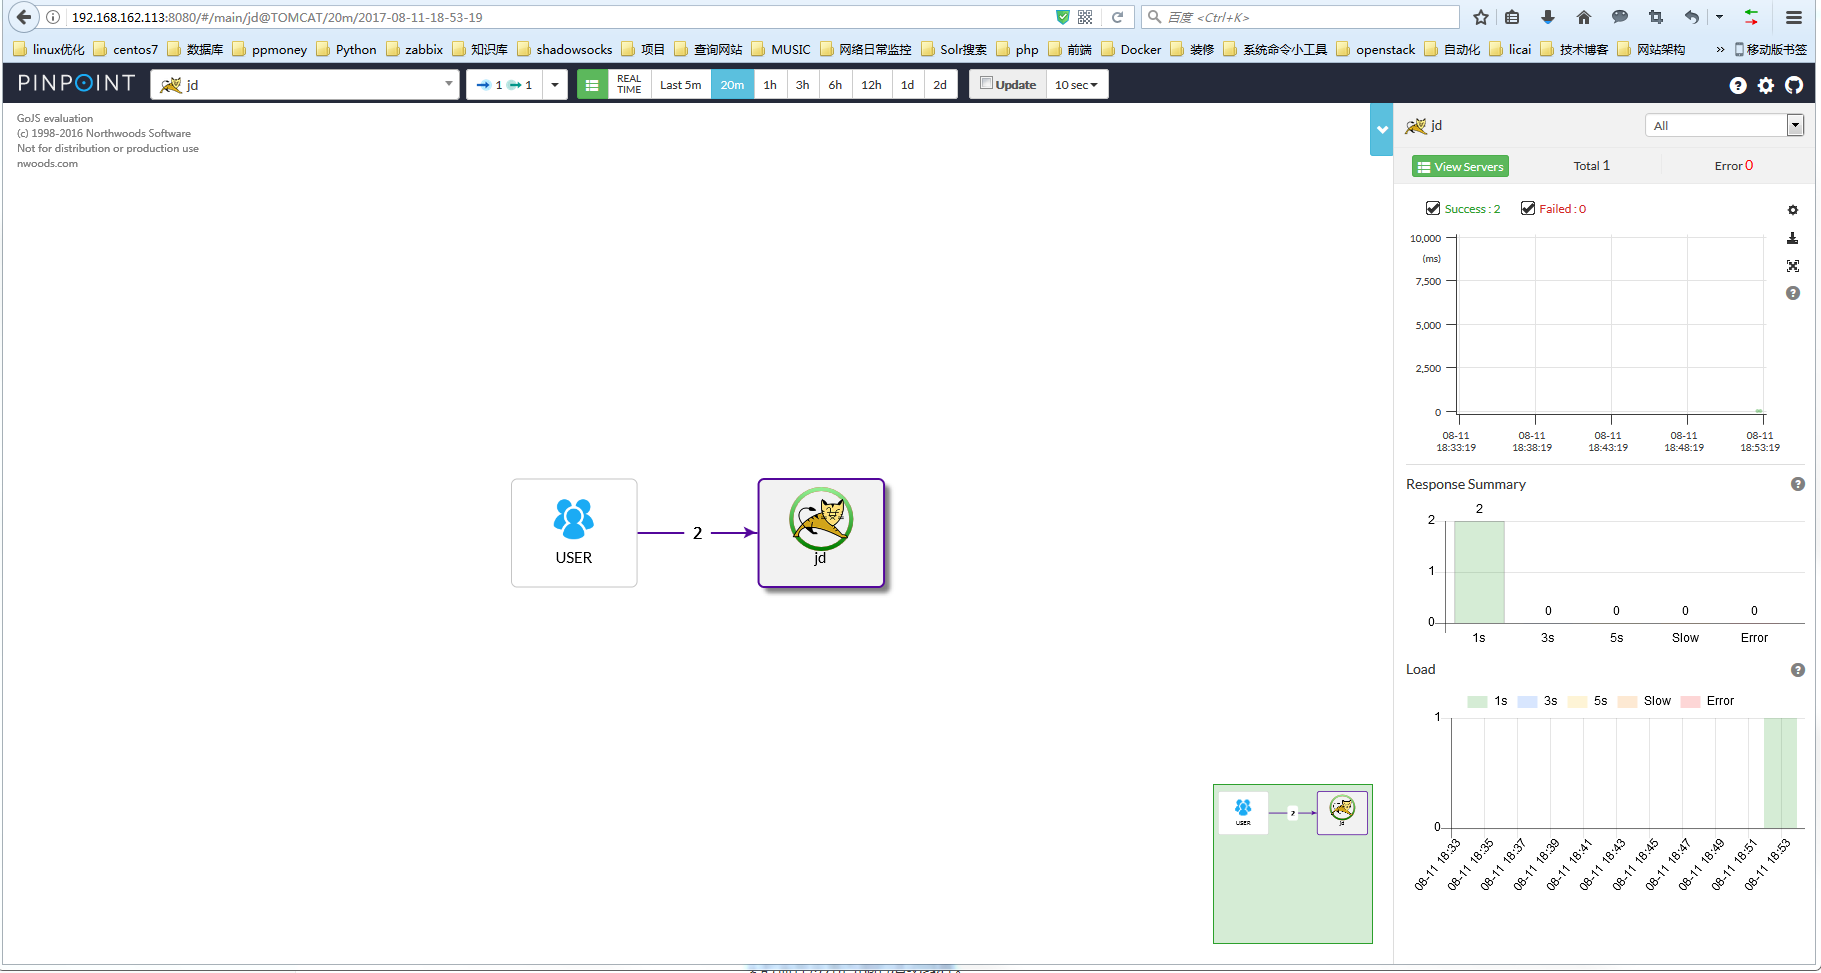 192.168.162.113:8080/#/main/jd@TOMCAT/20m/2017-08-11-18-53-19
百度 <Ctrl+K>
linux优化 centos7 数据库 ppmoney Python zabbix 知识库 shadowsocks 项目 查询网站 MUSIC 网络日常监控 Solr搜索 php 前端 Docker 装修 系统命令小工具 openstack 自动化 licai 技术博客 网站架构 » 移动版书签
PINPOINT jd 1 1 REAL TIME Last 5m 20m 1h 3h 6h 12h 1d 2d Update 10 sec
GoJS evaluation
(c) 1998-2016 Northwoods Software
Not for distribution or production use
nwoods.com
USER
2
jd
USER
2
jd
jd All
View Servers Total 1 Error 0
Success : 2 Failed : 0
10,000
(ms)
7,500
5,000
2,500
0
08-11 08-11 08-11 08-11 08-11
18:33:19 18:38:19 18:43:19 18:48:19 18:53:19
Response Summary
2
2
1
0 0 0 0
0
1s 3s 5s Slow Error
Load
1s 3s 5s Slow Error
1
0
08-11 18:33 08-11 18:35 08-11 18:37 08-11 18:39 08-11 18:41 08-11 18:43 08-11 18:45 08-11 18:47 08-11 18:49 08-11 18:51 08-11 18:53